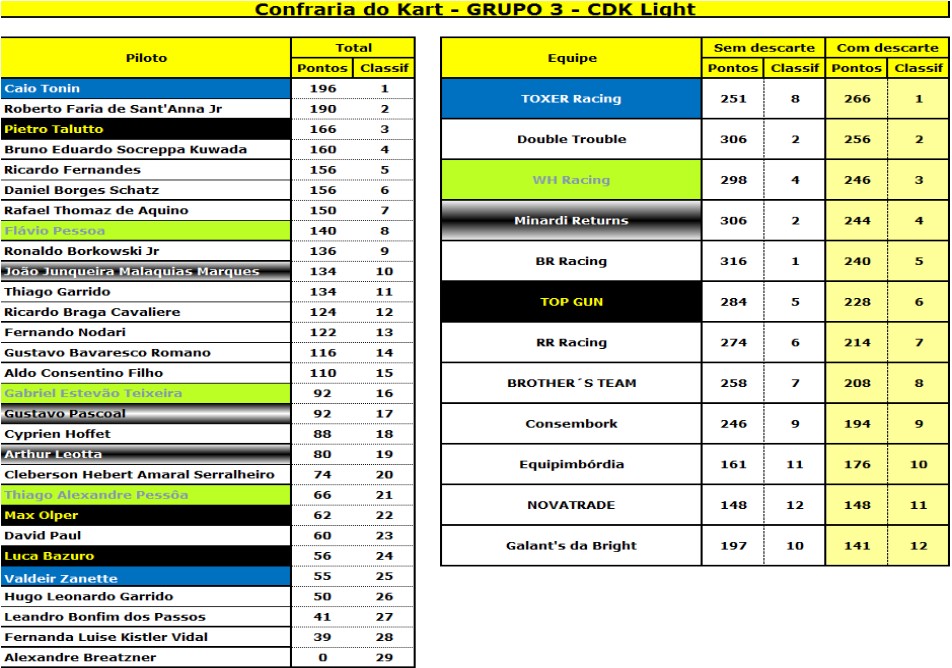 Confraria do Kart - GRUPO 3 - CDK Light
Piloto Total
Pontos Classif
Caio Tonin 196 1
Roberto Faria de Sant'Anna Jr 190 2
Pietro Talutto 166 3
Bruno Eduardo Socreppa Kuwada 160 4
Ricardo Fernandes 156 5
Daniel Borges Schatz 156 6
Rafael Thomaz de Aquino 150 7
Flávio Pessoa 140 8
Ronaldo Borkowski Jr 136 9
João Junqueira Malaquias Marques 134 10
Thiago Garrido 134 11
Ricardo Braga Cavaliere 124 12
Fernando Nodari 122 13
Gustavo Bavaresco Romano 116 14
Aldo Consentino Filho 110 15
Gabriel Estevão Teixeira 92 16
Gustavo Pascoal 92 17
Cyprien Hoffet 88 18
Arthur Leotta 80 19
Cleberson Hebert Amaral Serralheiro 74 20
Thiago Alexandre Pessôa 66 21
Max Olper 62 22
David Paul 60 23
Luca Bazuro 56 24
Valdeir Zanette 55 25
Hugo Leonardo Garrido 50 26
Leandro Bonfim dos Passos 41 27
Fernanda Luise Kistler Vidal 39 28
Alexandre Breatzner 0 29
Equipe Sem descarte Com descarte
Pontos Classif Pontos Classif
TOXER Racing 251 8 266 1
Double Trouble 306 2 256 2
WH Racing 298 4 246 3
Minardi Returns 306 2 244 4
BR Racing 316 1 240 5
TOP GUN 284 5 228 6
RR Racing 274 6 214 7
BROTHER´S TEAM 258 7 208 8
Consembork 246 9 194 9
Equipimbórdia 161 11 176 10
NOVATRADE 148 12 148 11
Galant's da Bright 197 10 141 12